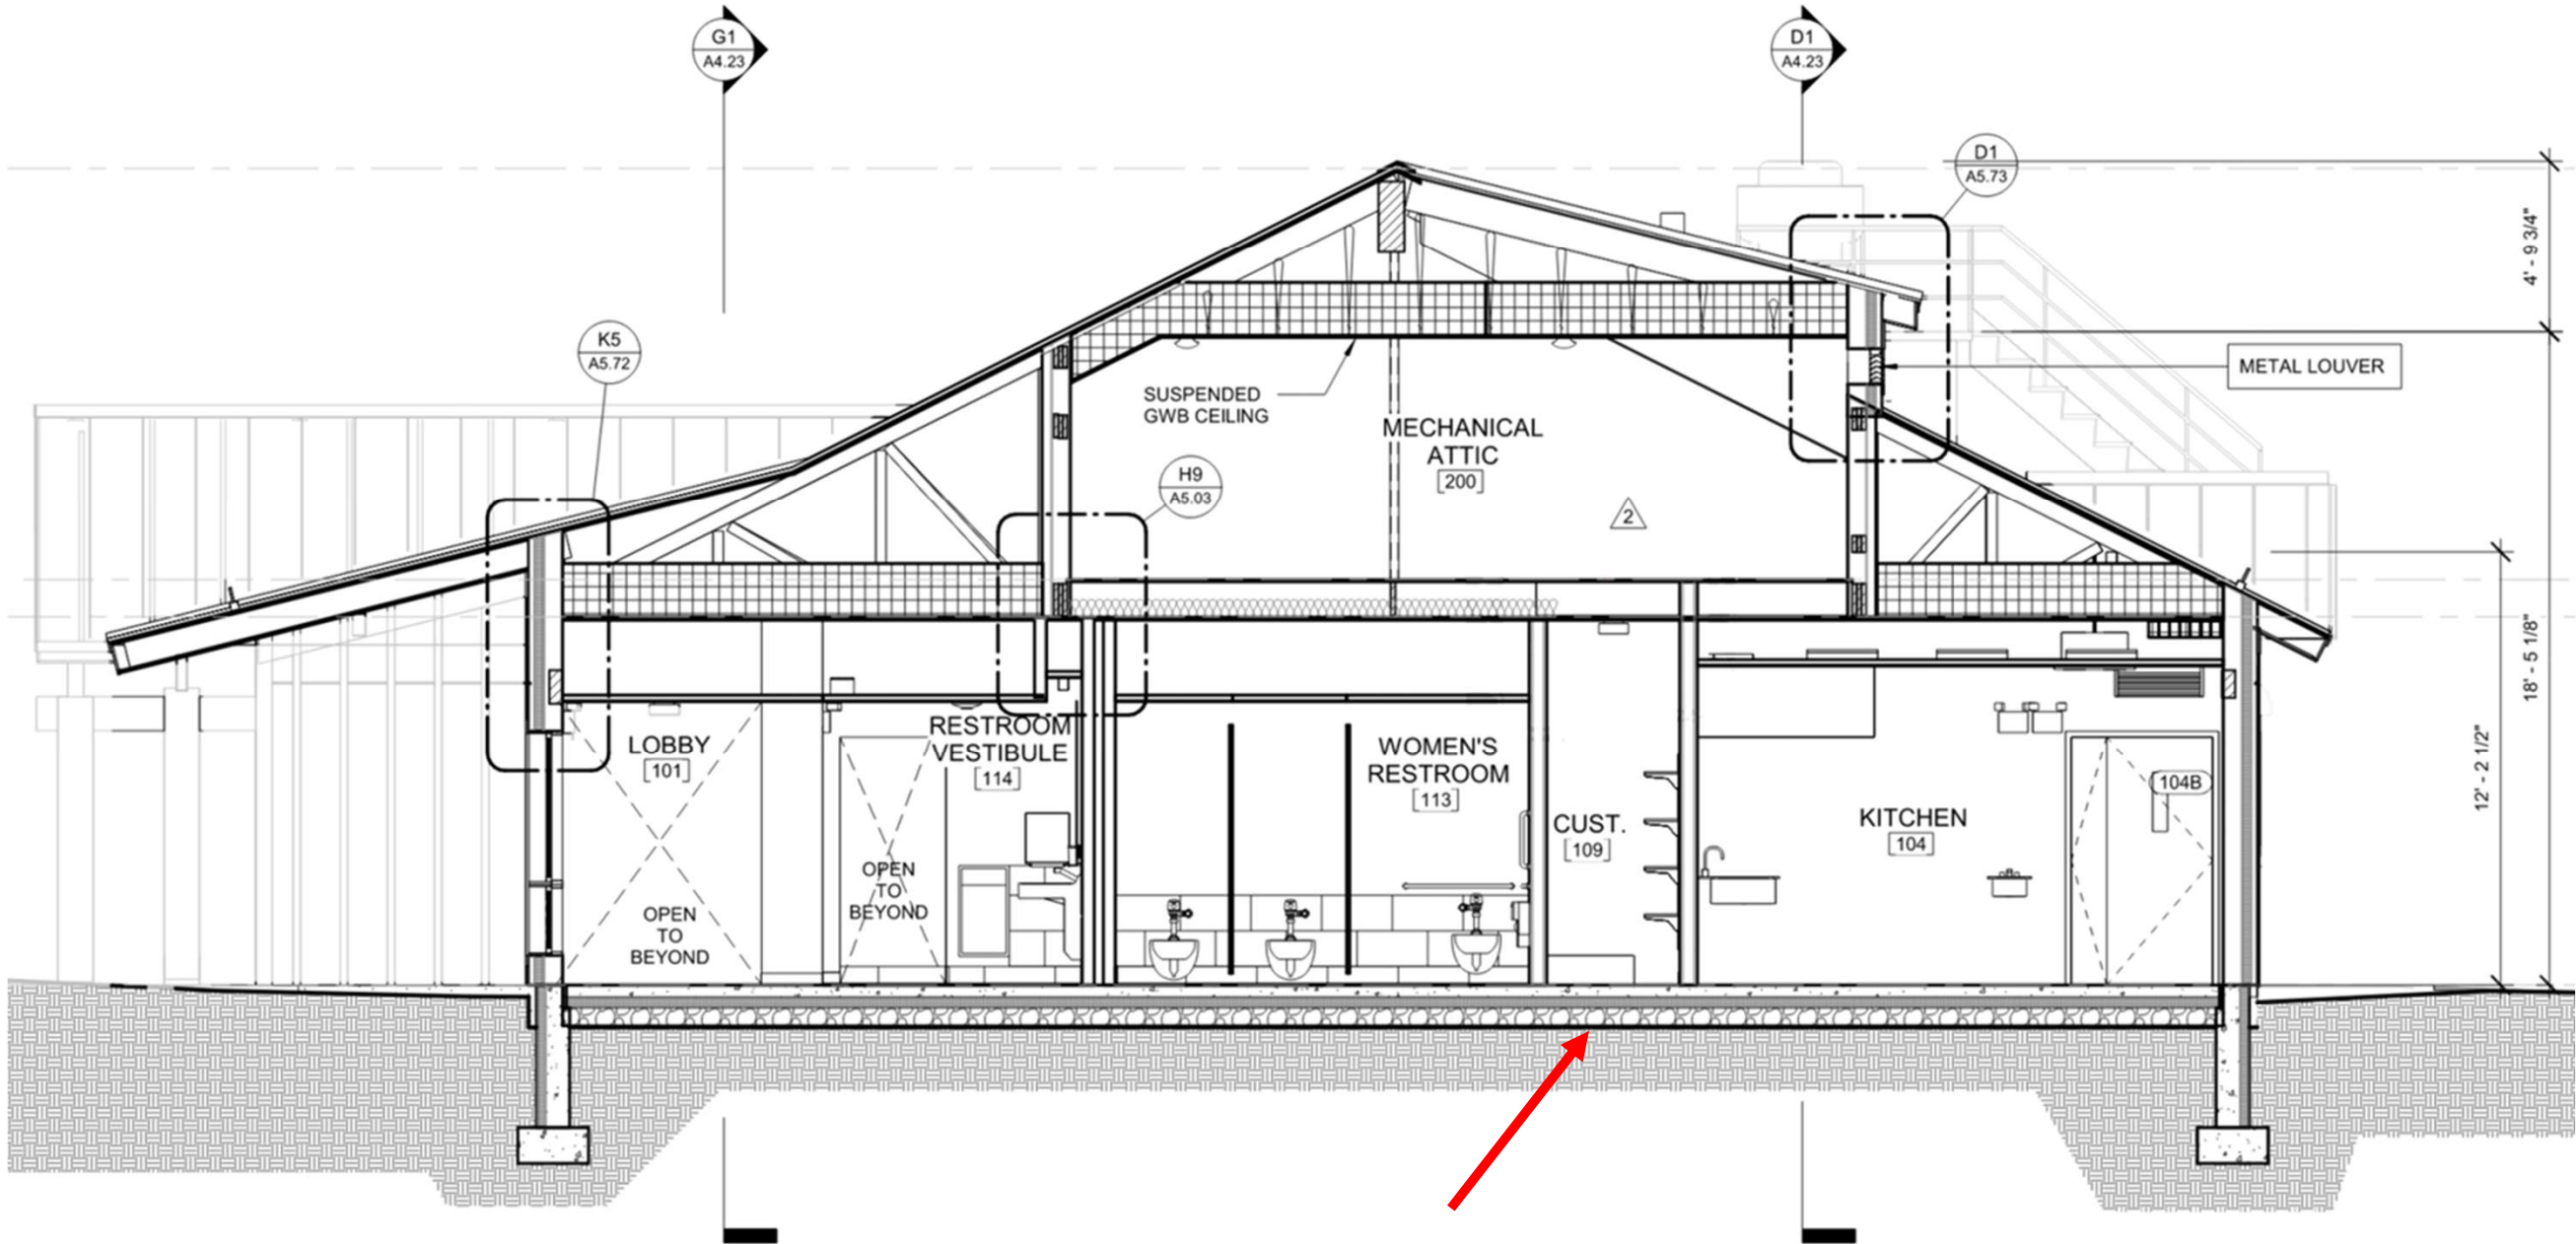 G1
A4.23
D1
A4.23
D1
A5.73
4' - 9 3/4"
K5
A5.72
METAL LOUVER
SUSPENDED
GWB CEILING
MECHANICAL
ATTIC
200
H9
A5.03
2
18' - 5 1/8"
12' - 2 1/2"
LOBBY
101
RESTROOM
VESTIBULE
114
WOMEN'S
RESTROOM
113
CUST.
109
KITCHEN
104
104B
OPEN
TO
BEYOND
OPEN
TO
BEYOND